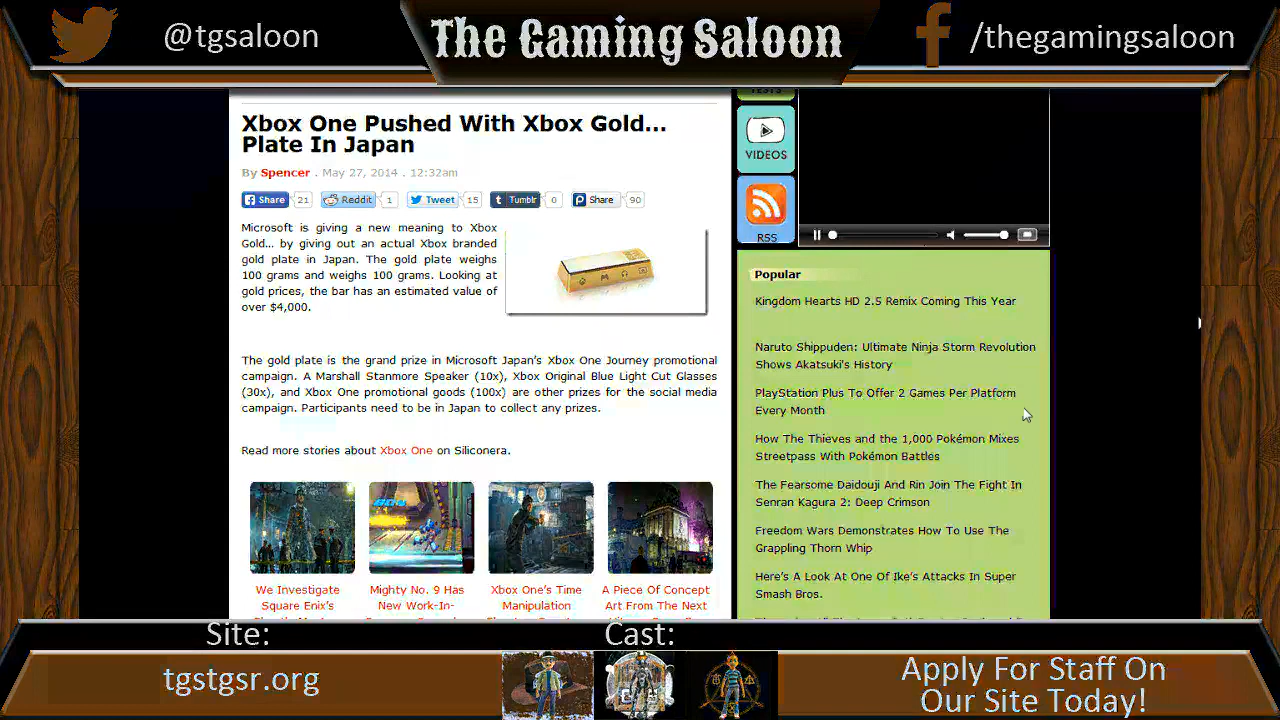 @tgsaloon
The Gaming Saloon
/thegamingsaloon
Xbox One Pushed With Xbox Gold...
Plate In Japan
By Spencer . May 27, 2014 . 12:32am
Share 21 Reddit 1 Tweet 15 Tumblr 0 Share 90
Microsoft is giving a new meaning to Xbox
Gold... by giving out an actual Xbox branded
gold plate in Japan. The gold plate weighs
100 grams and weighs 100 grams. Looking at
gold prices, the bar has an estimated value of
over $4,000.
The gold plate is the grand prize in Microsoft Japan's Xbox One Journey promotional
campaign. A Marshall Stanmore Speaker (10x), Xbox Original Blue Light Cut Glasses
(30x), and Xbox One promotional goods (100x) are other prizes for the social media
campaign. Participants need to be in Japan to collect any prizes.
Read more stories about Xbox One on Siliconera.
We Investigate
Square Enix's
Mighty No. 9 Has
New Work-In-
Xbox One's Time
Manipulation
A Piece Of Concept
Art From The Next
VIDEOS
RSS
Popular
Kingdom Hearts HD 2.5 Remix Coming This Year
Naruto Shippuden: Ultimate Ninja Storm Revolution
Shows Akatsuki's History
PlayStation Plus To Offer 2 Games Per Platform
Every Month
How The Thieves and the 1,000 Pokémon Mixes
Streetpass With Pokémon Battles
The Fearsome Daidouji And Rin Join The Fight In
Senran Kagura 2: Deep Crimson
Freedom Wars Demonstrates How To Use The
Grappling Thorn Whip
Here's A Look At One Of Ike's Attacks In Super
Smash Bros.
Site:
tgstgsr.org
Cast:
Apply For Staff On
Our Site Today!